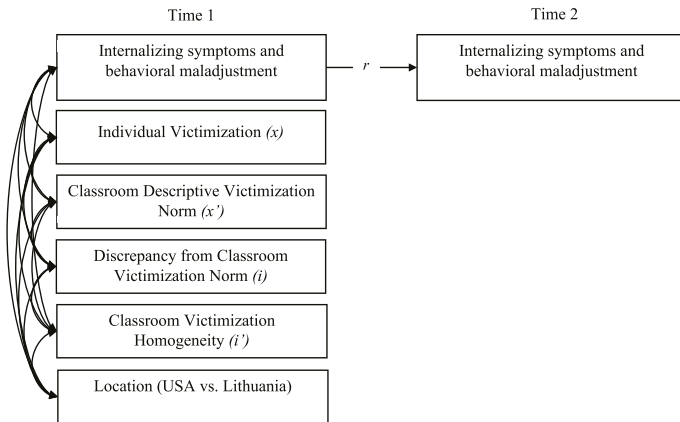 Time 1
Time 2
Internalizing symptoms and
behavioral maladjustment
r
Internalizing symptoms and
behavioral maladjustment
Individual Victimization (x)
Classroom Descriptive Victimization
Norm (x’)
Discrepancy from Classroom
Victimization Norm (i)
Classroom Victimization
Homogeneity (i’)
Location (USA vs. Lithuania)